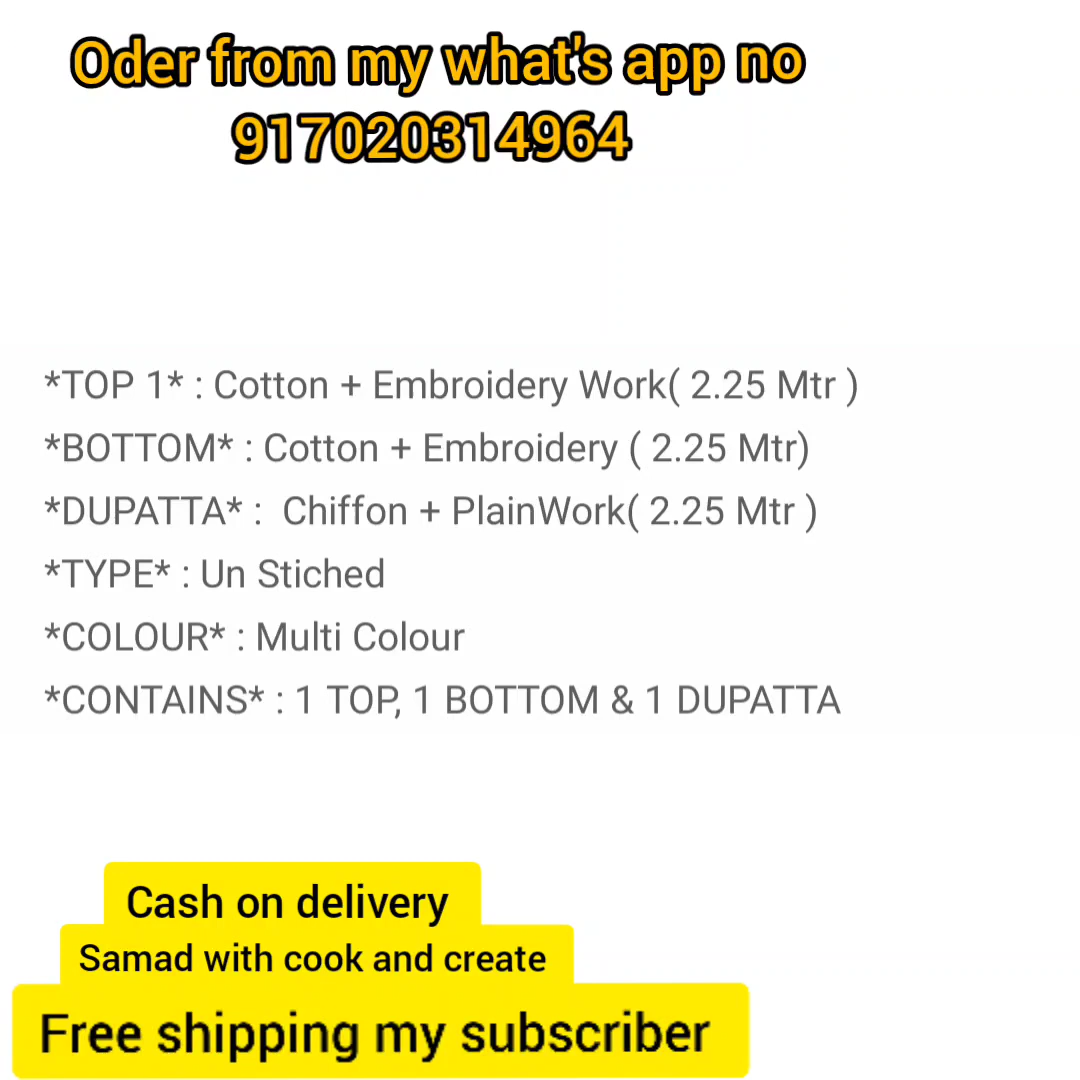 Oder from my what's app no
917020314964
*TOP 1* : Cotton + Embroidery Work( 2.25 Mtr )
*BOTTOM* : Cotton + Embroidery ( 2.25 Mtr)
*DUPATTA* :  Chiffon + PlainWork( 2.25 Mtr )
*TYPE* : Un Stiched
*COLOUR* : Multi Colour
*CONTAINS* : 1 TOP, 1 BOTTOM & 1 DUPATTA
Cash on delivery
Samad with cook and create
Free shipping my subscriber